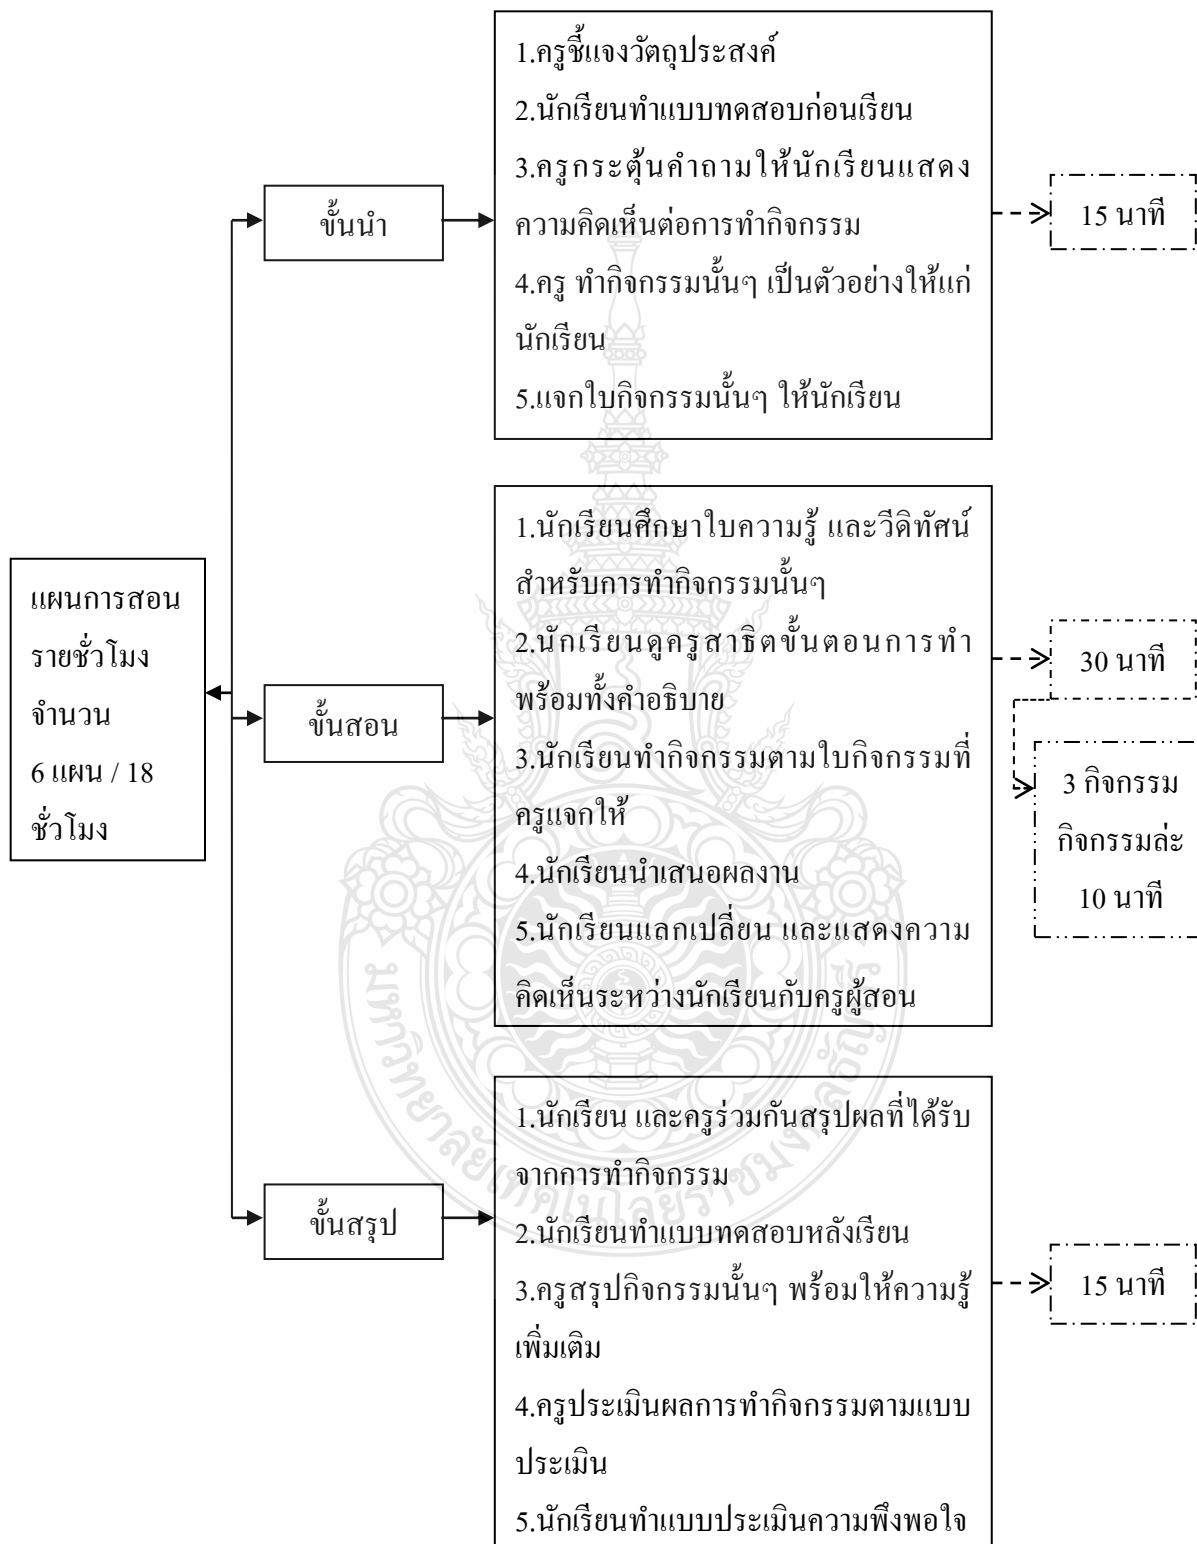 แผนการสอน
รายชั่วโมง
จำนวน
6 แผน / 18
ชั่วโมง
ขั้นนำ
1.ครูชี้แจงวัตถุประสงค์
2.นักเรียนทำแบบทดสอบก่อนเรียน
3.ครูกระตุ้นคำถามให้นักเรียนแสดง
ความคิดเห็นต่อการทำกิจกรรม
4.ครู ทำกิจกรรมนั้นๆ เป็นตัวอย่างให้แก่
นักเรียน
5.แจกใบกิจกรรมนั้นๆ ให้นักเรียน
15 นาที
ขั้นสอน
1.นักเรียนศึกษาใบความรู้ และวีดิทัศน์
สำหรับการทำกิจกรรมนั้นๆ
2.นักเรียนดูครูสาธิตขั้นตอนการทำ
พร้อมทั้งคำอธิบาย
3.นักเรียนทำกิจกรรมตามใบกิจกรรมที่
ครูแจกให้
4.นักเรียนนำเสนอผลงาน
5.นักเรียนแลกเปลี่ยน และแสดงความ
คิดเห็นระหว่างนักเรียนกับครูผู้สอน
30 นาที
3 กิจกรรม
กิจกรรมล่ะ
10 นาที
ขั้นสรุป
1.นักเรียน และครูร่วมกันสรุปผลที่ได้รับ
จากการทำกิจกรรม
2.นักเรียนทำแบบทดสอบหลังเรียน
3.ครูสรุปกิจกรรมนั้นๆ พร้อมให้ความรู้
เพิ่มเติม
4.ครูประเมินผลการทำกิจกรรมตามแบบ
ประเมิน
5.นักเรียนทำแบบประเมินความพึงพอใจ
15 นาที
มหาวิทยาลัยเทคโนโลยีราชมงคลธัญบุรี